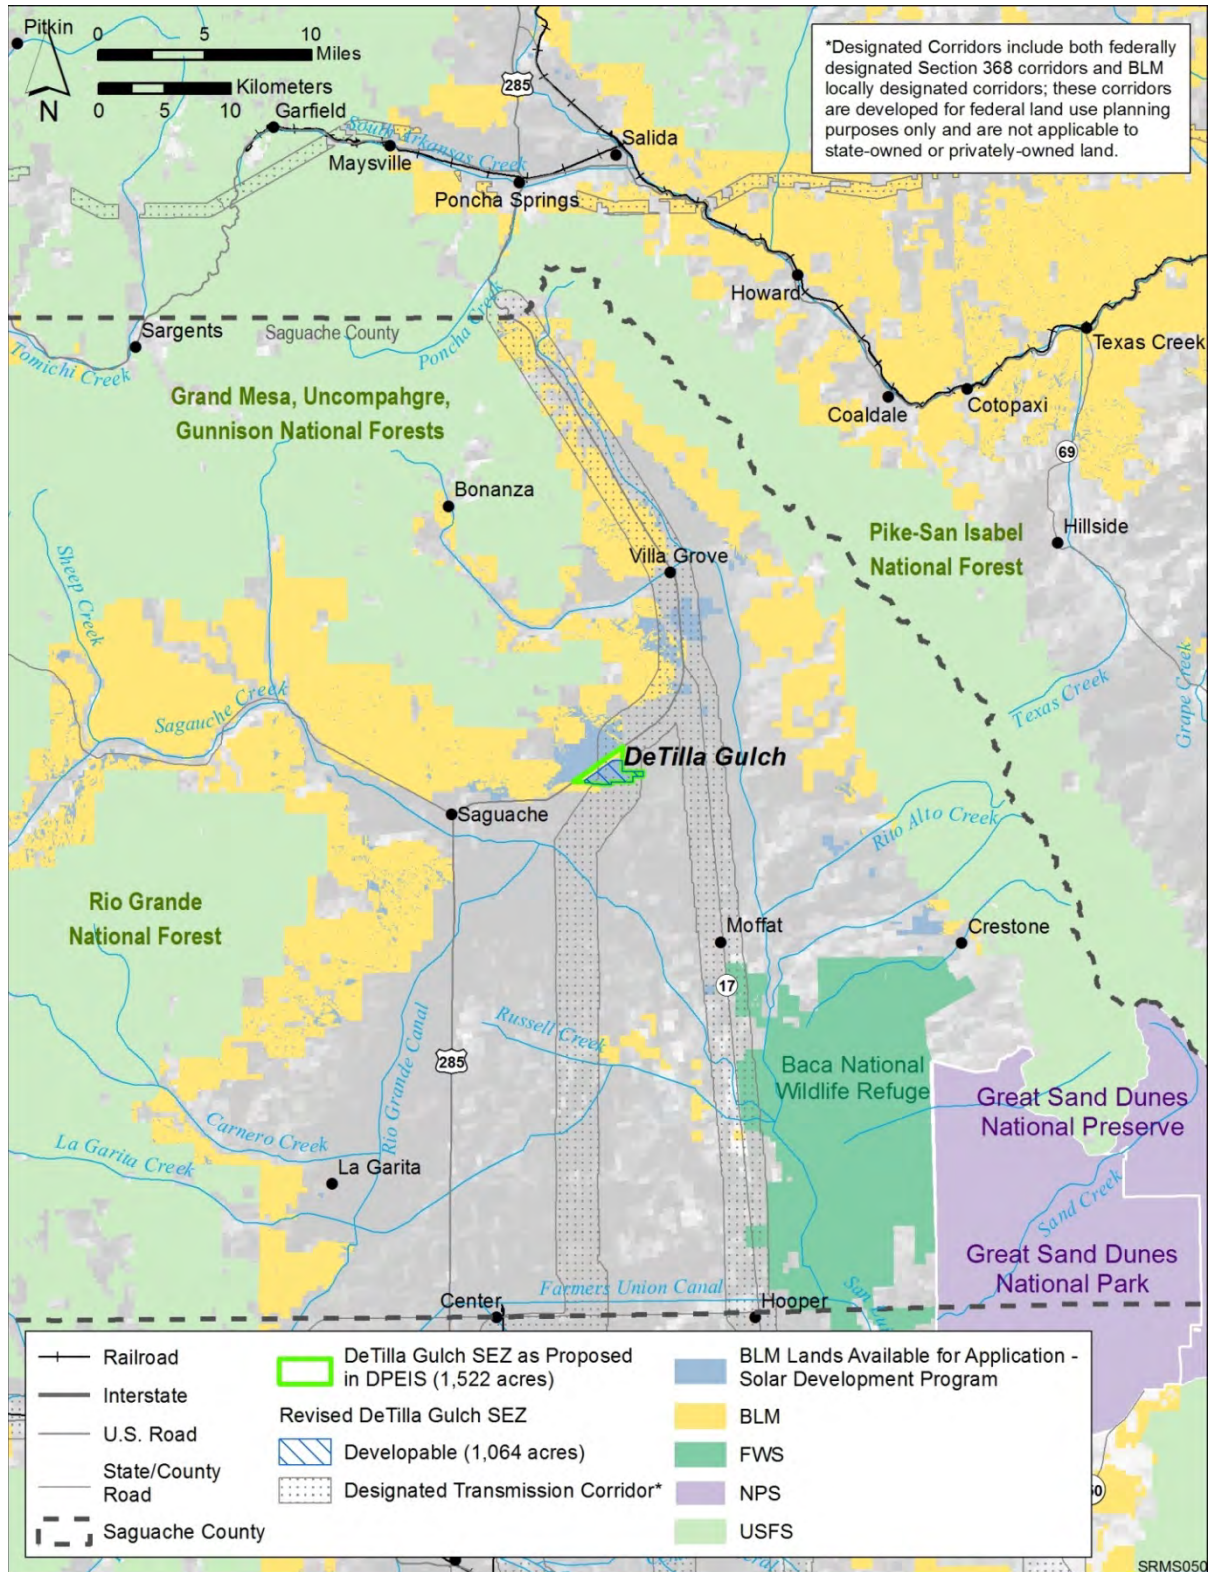 Pitkin
0 5 10
Miles
Kilometers
0 5 10
N
*Designated Corridors include both federally
designated Section 368 corridors and BLM
locally designated corridors; these corridors
are developed for federal land use planning
purposes only and are not applicable to
state-owned or privately-owned land.
285
Garfield
South Arkansas Creek
Salida
Maysville
Poncha Springs
Howard
Sargents
Saguache County
Poncha Creek
Tomichi Creek
Texas Creek
Grand Mesa, Uncompahgre,
Gunnison National Forests
Coaldale
Cotopaxi
69
Bonanza
Pike-San Isabel
National Forest
Hillside
Villa Grove
Sheep Creek
Sagauche Creek
Texas Creek
Grape Creek
DeTilla Gulch
Saguache
Rito Alto Creek
Rio Grande
National Forest
Moffat
Crestone
17
Russell Creek
Rio Grande Canal
285
Baca National
Wildlife Refuge
Great Sand Dunes
National Preserve
Carnero Creek
La Garita Creek
La Garita
Sand Creek
Great Sand Dunes
National Park
Farmers Union Canal
Center
Hooper
San Lui
Railroad
Interstate
U.S. Road
State/County
Road
Saguache County
DeTilla Gulch SEZ as Proposed
in DPEIS (1,522 acres)
Revised DeTilla Gulch SEZ
Developable (1,064 acres)
Designated Transmission Corridor*
BLM Lands Available for Application -
Solar Development Program
BLM
FWS
NPS
USFS
SRMS050